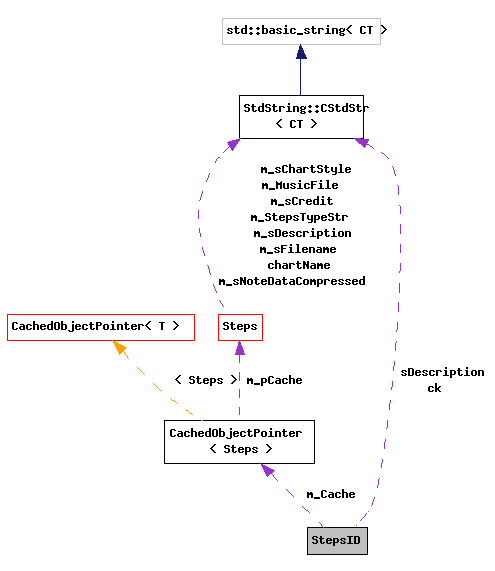 std::basic_string< CT >
StdString::CStdStr
< CT >
m_sChartStyle
m_MusicFile
m_sCredit
m_StepsTypeStr
m_sDescription
m_sFilename
chartName
m_sNoteDataCompressed
CachedObjectPointer< T >
Steps
sDescription
ck
< Steps >
m_pCache
CachedObjectPointer
< Steps >
m_Cache
StepsID